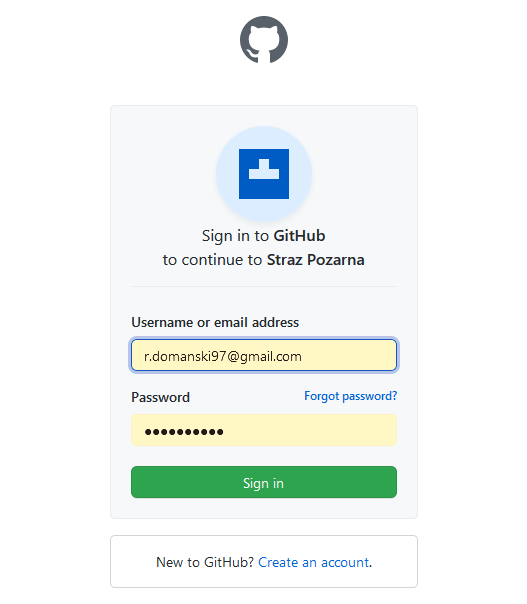 Sign in to GitHub
to continue to Straz Pozarna
Username or email address
r.domanski97@gmail.com
Password Forgot password?
••••••••••
Sign in
New to GitHub? Create an account.